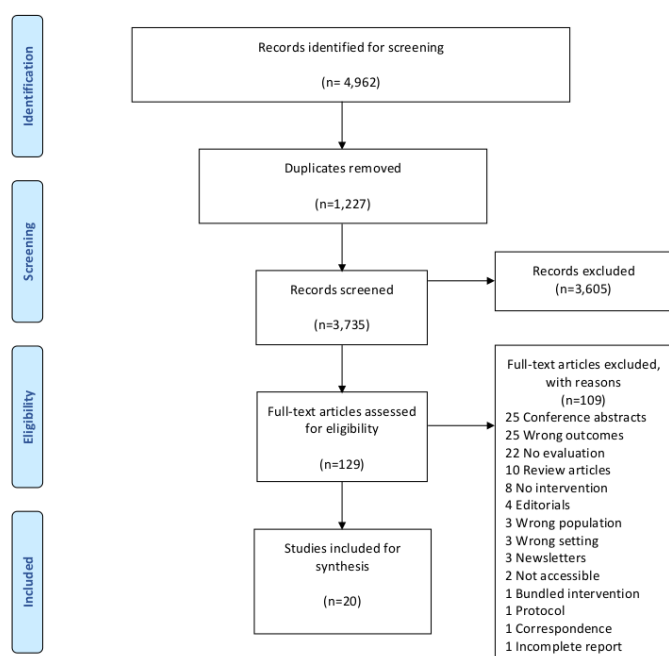 Identification
Records identified for screening
(n= 4,962)
Duplicates removed
(n=1,227)
Screening
Records screened
(n=3,735)
Records excluded
(n=3,605)
Eligibility
Full-text articles assessed
for eligibility
(n=129)
Full-text articles excluded,
with reasons
(n=109)
25 Conference abstracts
25 Wrong outcomes
22 No evaluation
10 Review articles
8 No intervention
4 Editorials
3 Wrong population
3 Wrong setting
3 Newsletters
2 Not accessible
1 Bundled intervention
1 Protocol
1 Correspondence
1 Incomplete report
Included
Studies included for
synthesis
(n=20)